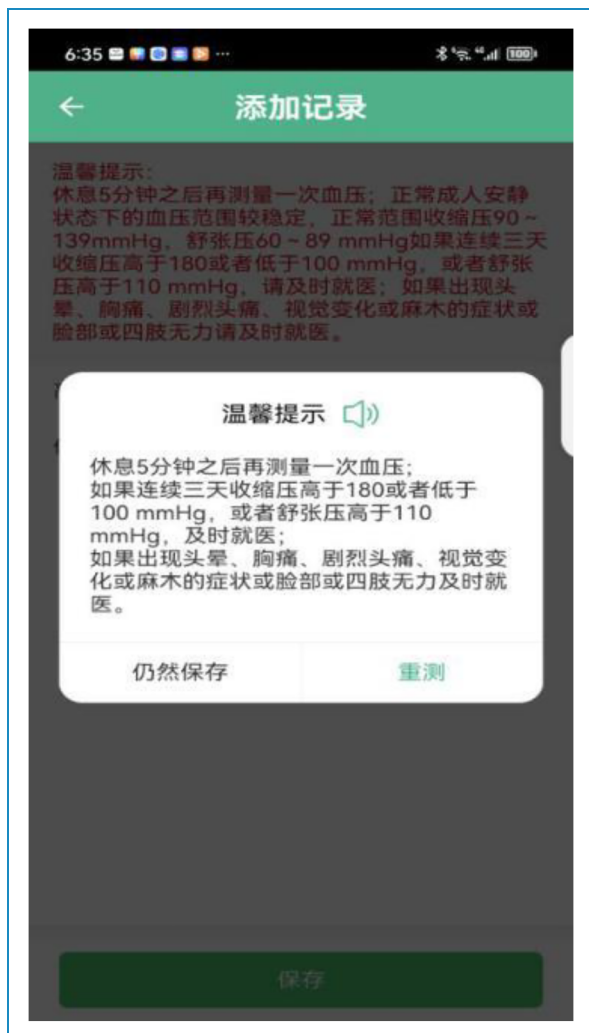 6:35
100
添加记录
温馨提示:
休息5分钟之后再测量一次血压；正常成人安静
状态下的血压范围较稳定，正常范围收缩压90～
139mmHg，舒张压60～89 mmHg如果连续三天
收缩压高于180或者低于100 mmHg，或者舒张
压高于110 mmHg，请及时就医；如果出现头
晕、胸痛、剧烈头痛、视觉变化或麻木的症状或
脸部或四肢无力请及时就医。
温馨提示
休息5分钟之后再测量一次血压;
如果连续三天收缩压高于180或者低于
100 mmHg，或者舒张压高于110
mmHg，及时就医;
如果出现头晕、胸痛、剧烈头痛、视觉变
化或麻木的症状或脸部或四肢无力及时就
医。
仍然保存
重测
保存